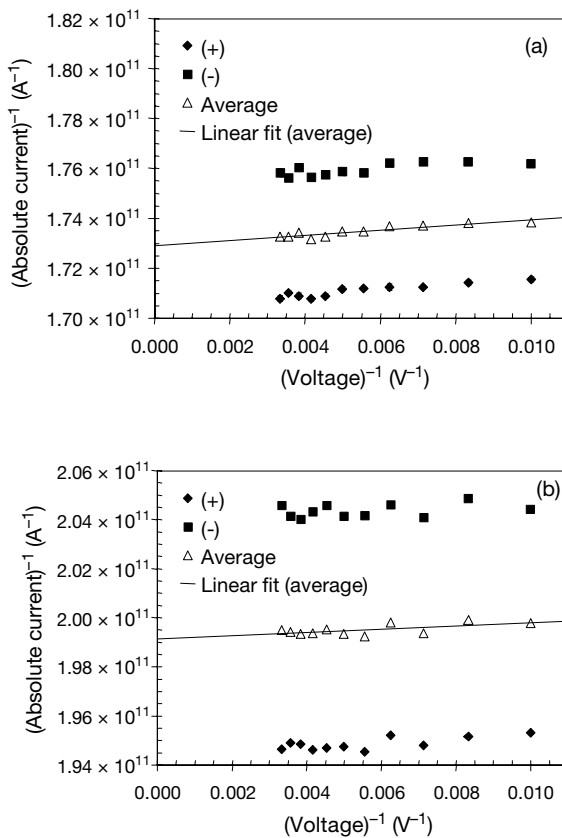 1.82 × 10¹¹
1.80 × 10¹¹
1.78 × 10¹¹
1.76 × 10¹¹
1.74 × 10¹¹
1.72 × 10¹¹
1.70 × 10¹¹
(Absolute current)⁻¹ (A⁻¹)
(a)
(+)
(-)
Average
Linear fit (average)
0.000 0.002 0.004 0.006 0.008 0.010
(Voltage)⁻¹ (V⁻¹)
2.06 × 10¹¹
2.04 × 10¹¹
2.02 × 10¹¹
2.00 × 10¹¹
1.98 × 10¹¹
1.96 × 10¹¹
1.94 × 10¹¹
(Absolute current)⁻¹ (A⁻¹)
(b)
(+)
(-)
Average
Linear fit (average)
0.000 0.002 0.004 0.006 0.008 0.010
(Voltage)⁻¹ (V⁻¹)